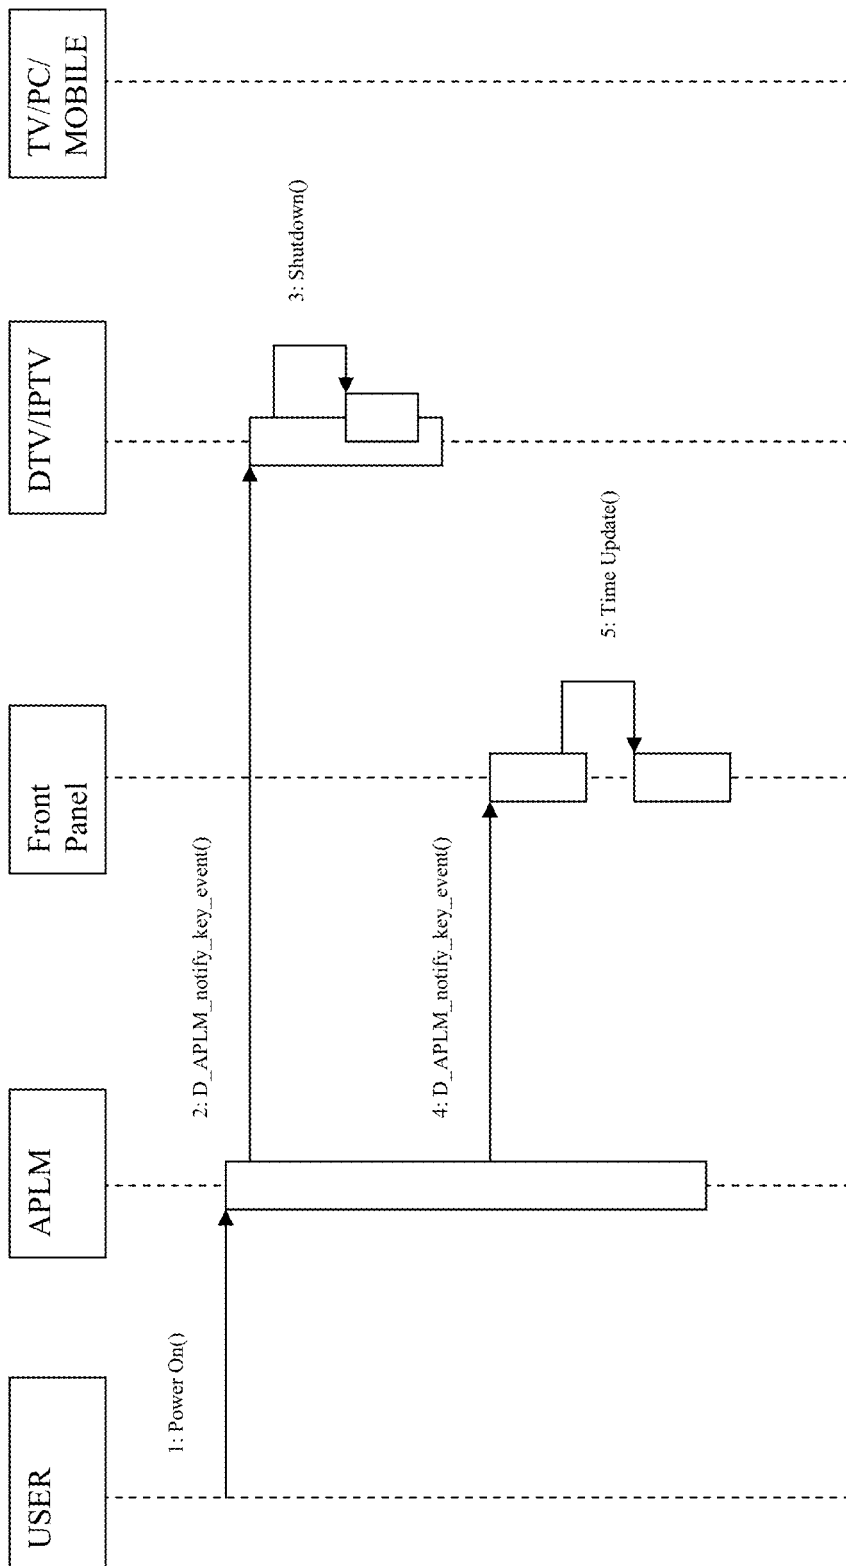 USER
APLM
Front
Panel
DTV/IPTV
TV/PC/
MOBILE
1: Power On()
2: D_APLM_notify_key_event()
3: Shutdown()
4: D_APLM_notify_key_event()
5: Time Update()